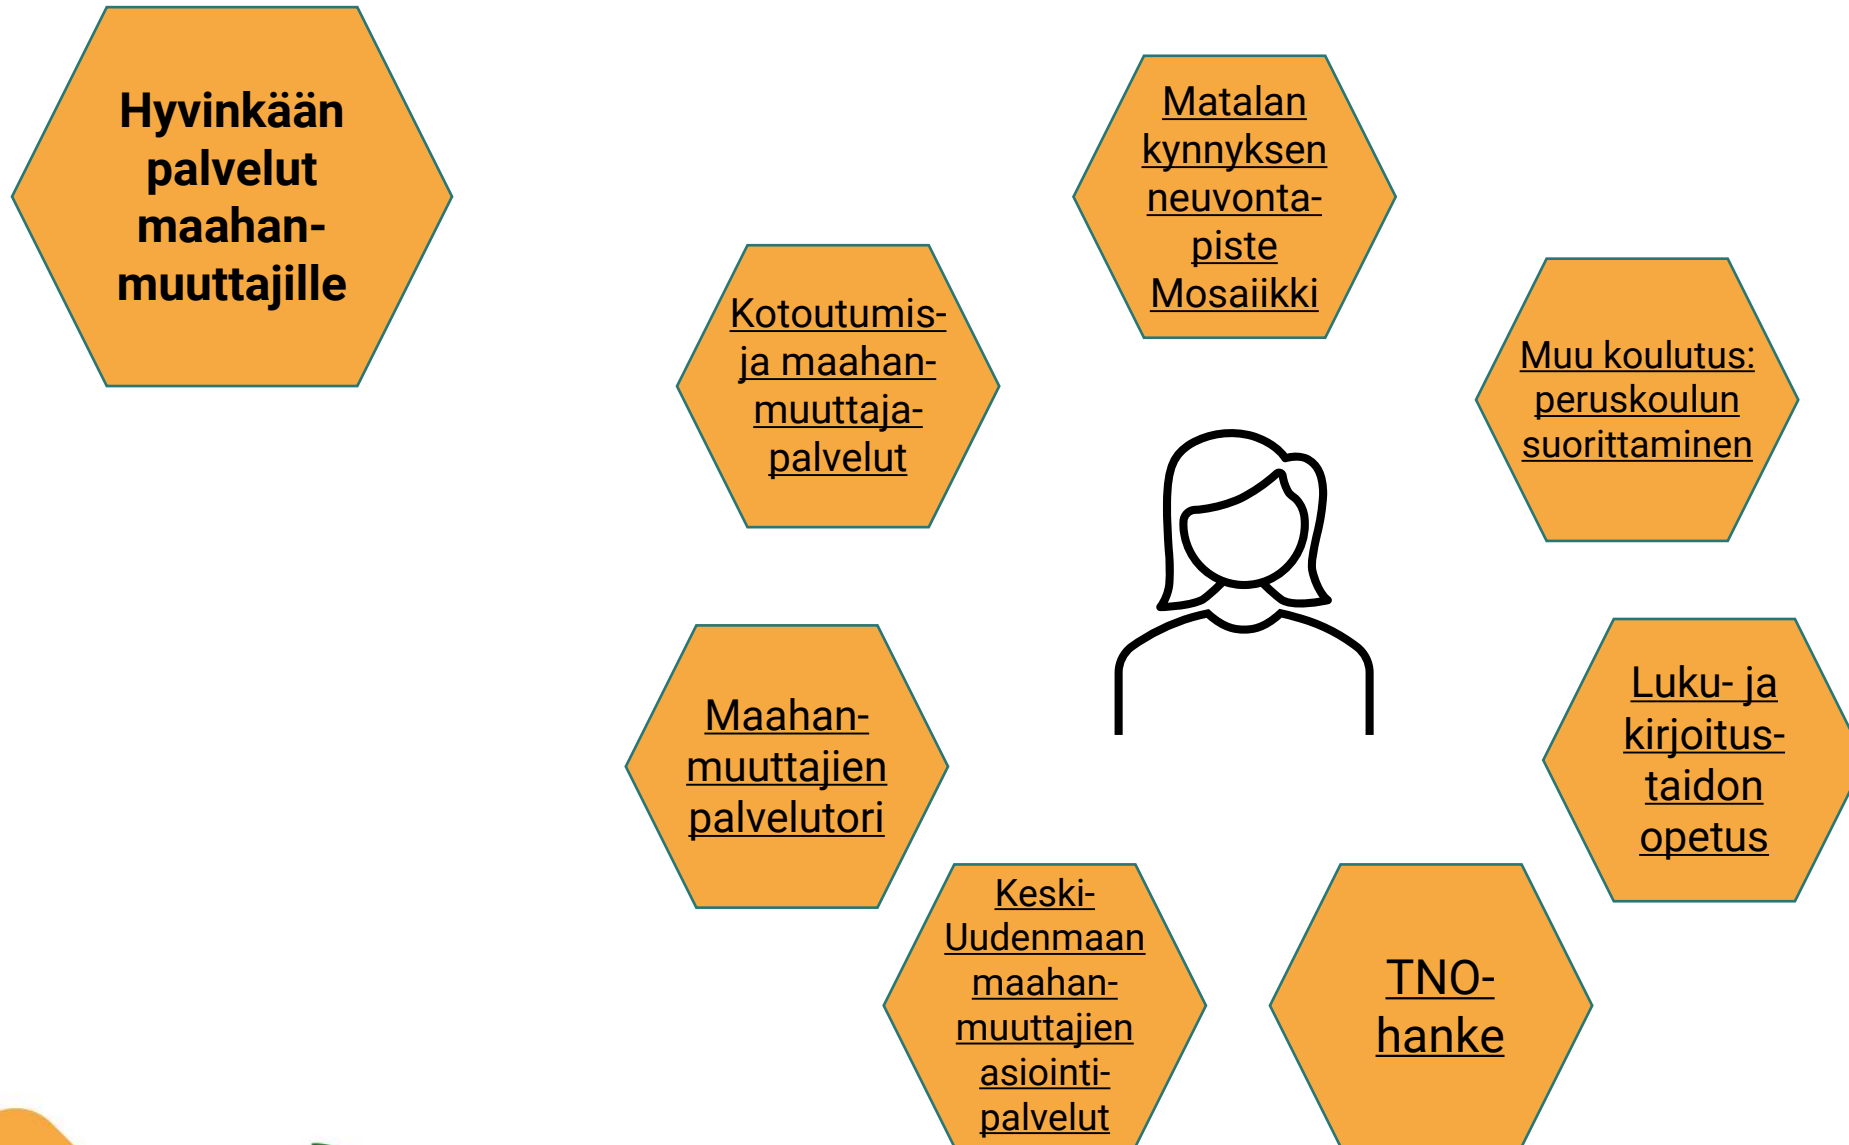 Hyvinkään
palvelut
maahan-
muuttajille
Matalan
kynnyksen
neuvonta-
piste
Mosaiikki
Kotoutumis-
ja maahan-
muuttaja-
palvelut
Muu koulutus:
peruskoulun
suorittaminen
Maahan-
muuttajien
palvelutori
Luku- ja
kirjoitus-
taidon
opetus
Keski-
Uudenmaan
maahan-
muuttajien
asiointi-
palvelut
TNO-
hanke